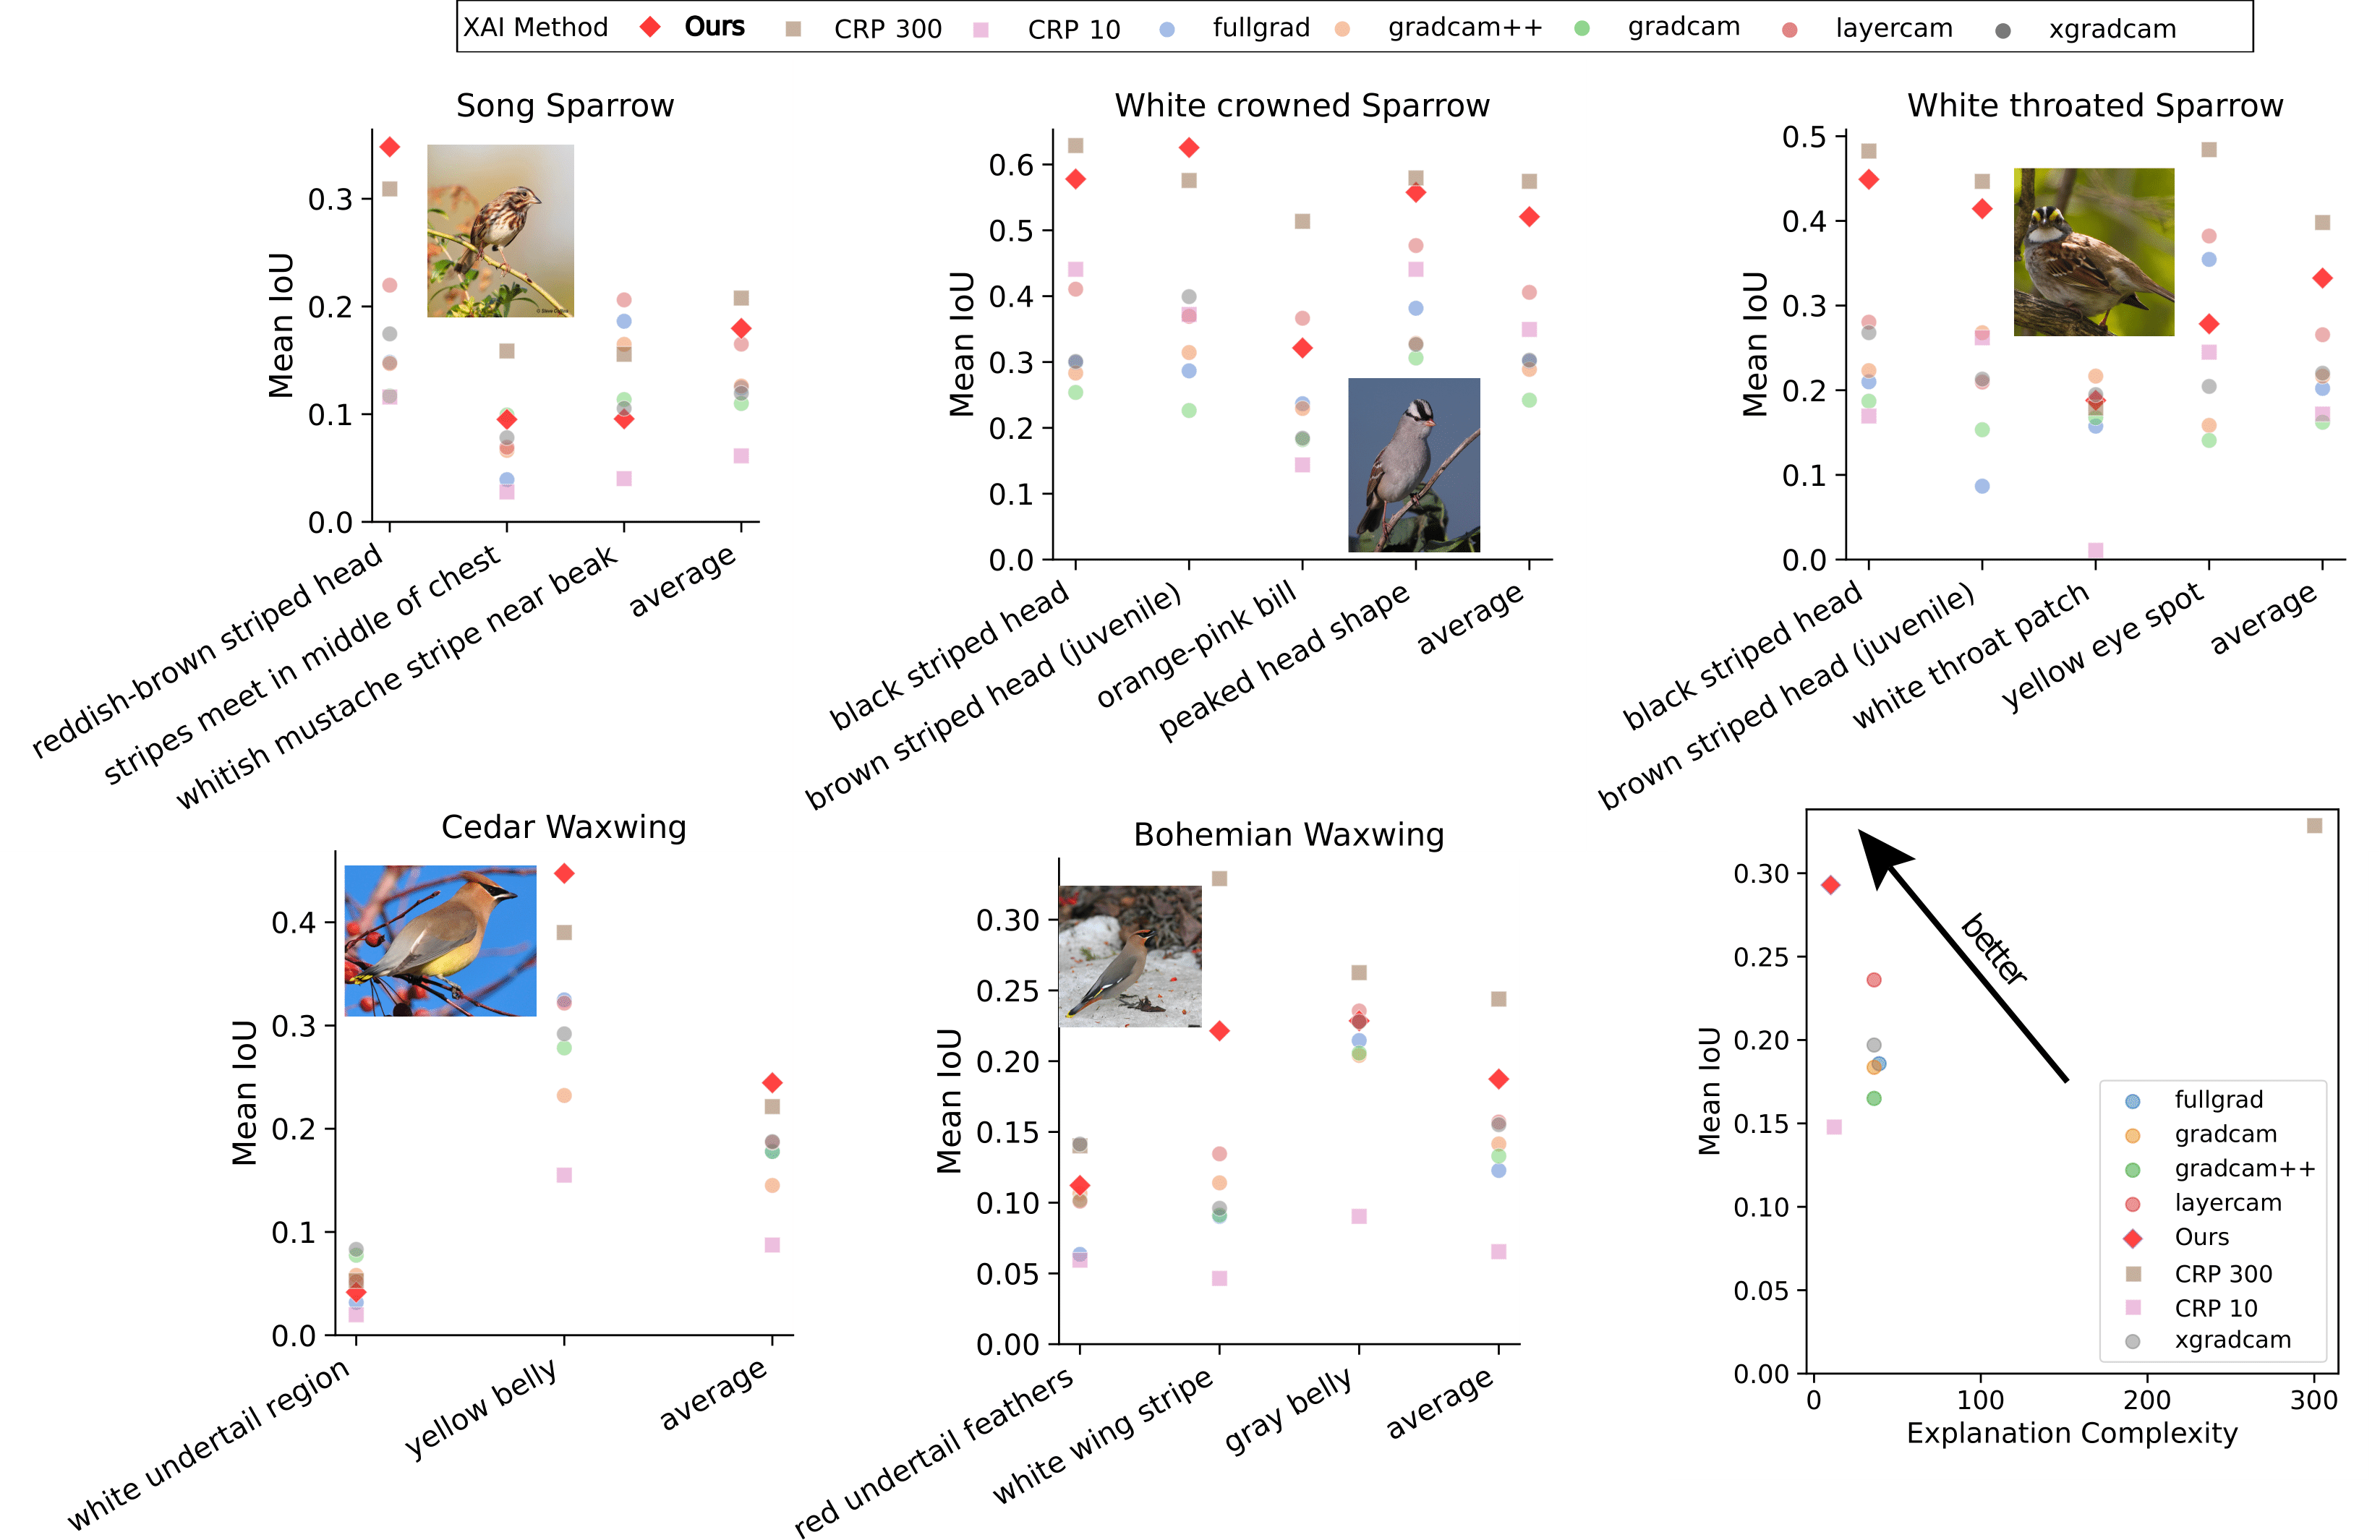 XAI Method Ours CRP 300 CRP 10 fullgrad gradcam++ gradcam layercam xgradcam
Song Sparrow
Mean IoU
0.3
0.2
0.1
0.0
reddish-brown striped head
stripes meet in middle of chest
whitish mustache stripe near beak
average
White crowned Sparrow
Mean IoU
0.6
0.5
0.4
0.3
0.2
0.1
0.0
black striped head
brown striped head (juvenile)
orange-pink bill
peaked head shape
average
White throated Sparrow
Mean IoU
0.5
0.4
0.3
0.2
0.1
0.0
black striped head
brown striped head (juvenile)
white throat patch
yellow eye spot
average
Cedar Waxwing
Mean IoU
0.4
0.3
0.2
0.1
0.0
white undertail region
yellow belly
average
Bohemian Waxwing
Mean IoU
0.30
0.25
0.20
0.15
0.10
0.05
0.00
red undertail feathers
white wing stripe
gray belly
average
Mean IoU
0.30
0.25
0.20
0.15
0.10
0.05
0.00
better
fullgrad
gradcam
gradcam++
layercam
Ours
CRP 300
CRP 10
xgradcam
0 100 200 300
Explanation Complexity